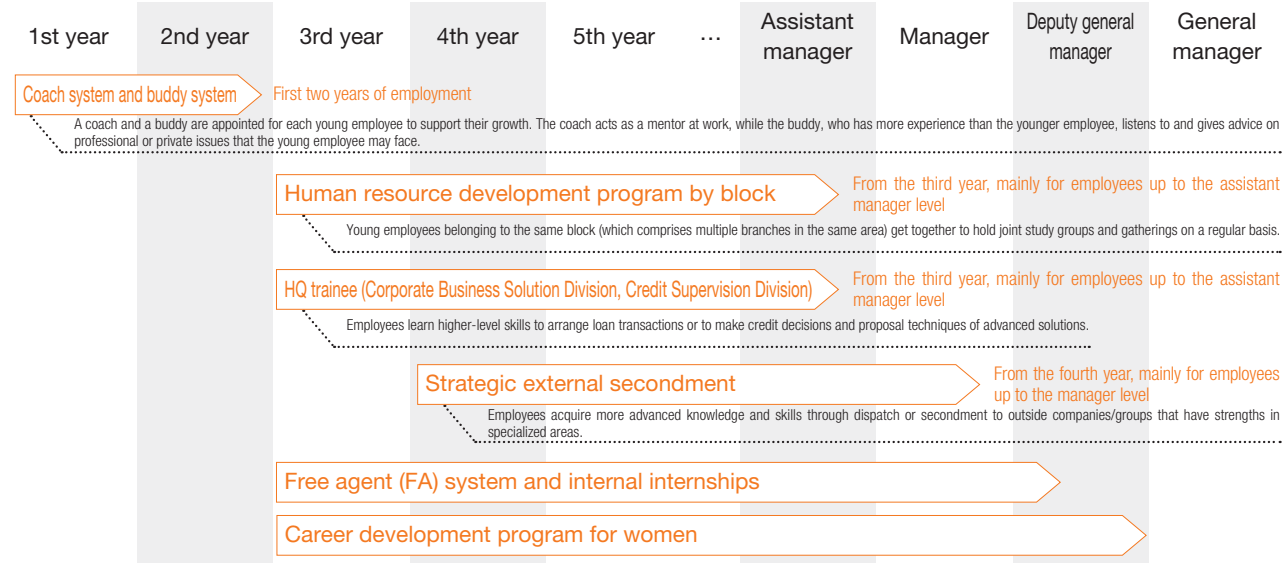 1st year 2nd year 3rd year 4th year 5th year … Assistant manager Manager Deputy general manager General manager
Coach system and buddy system
First two years of employment
A coach and a buddy are appointed for each young employee to support their growth. The coach acts as a mentor at work, while the buddy, who has more experience than the younger employee, listens to and gives advice on
professional or private issues that the young employee may face.
Human resource development program by block
From the third year, mainly for employees up to the assistant
manager level
Young employees belonging to the same block (which comprises multiple branches in the same area) get together to hold joint study groups and gatherings on a regular basis.
HQ trainee (Corporate Business Solution Division, Credit Supervision Division)
From the third year, mainly for employees up to the assistant
manager level
Employees learn higher-level skills to arrange loan transactions or to make credit decisions and proposal techniques of advanced solutions.
Strategic external secondment
From the fourth year, mainly for employees
up to the manager level
Employees acquire more advanced knowledge and skills through dispatch or secondment to outside companies/groups that have strengths in
specialized areas.
Free agent (FA) system and internal internships
Career development program for women